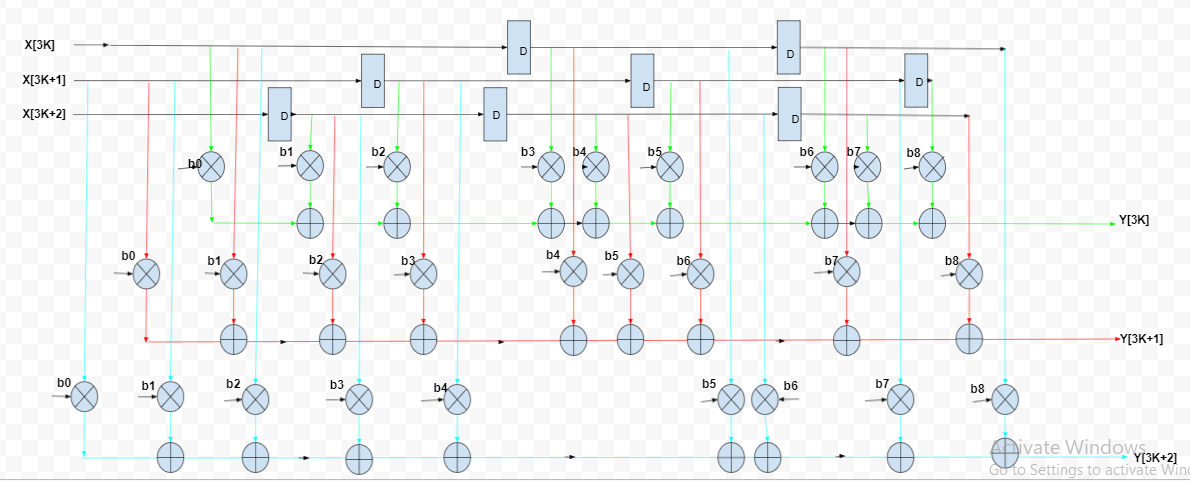 X[3K]
D
D
X[3K+1]
D
D
D
X[3K+2]
D
D
D
b0
b1
b2
b3
b4
b5
b6
b7
b8
Y[3K]
b0
b1
b2
b3
b4
b5
b6
b7
b8
Y[3K+1]
b0
b1
b2
b3
b4
b5
b6
b7
b8
Activate Windows
Y[3K+2]
Go to Settings to activate Win